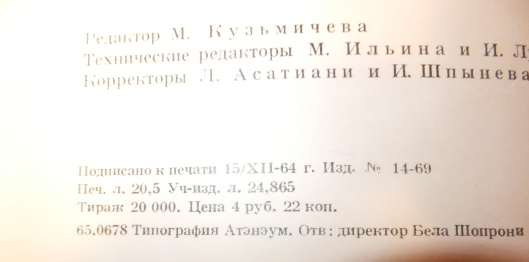 Редактор М. Кузьмичева
Технические редакторы М. Ильина и И.
Корректоры Л. Асатиани и И. Шпынева
Подписано к печати 15/XII-64 г. Изд. № 14-69
Печ. л. 20,5 Уч-изд. л. 24,865
Тираж 20 000. Цена 4 руб. 22 коп.
65.0678 Типография Атэнэум. Отв: директор Бела Шопрони